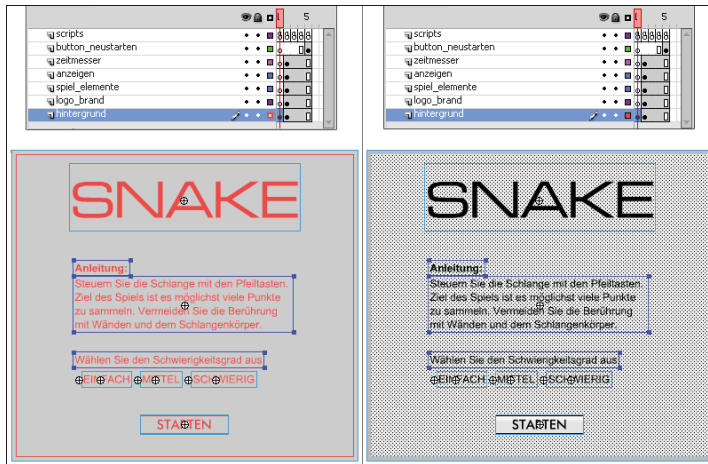 1 5
scripts
button_neustarten
zeitmesser
anzeigen
spiel_elemente
logo_brand
hintergrund
SNAKE
Anleitung:
Steuern Sie die Schlange mit den Pfeiltasten.
Ziel des Spiels ist es möglichst viele Punkte
zu sammeln. Vermeiden Sie die Berührung
mit Wänden und dem Schlangenkörper.
Wählen Sie den Schwierigkeitsgrad aus
EINFACH MITTEL SCHWIERIG
STARTEN
1 5
scripts
button_neustarten
zeitmesser
anzeigen
spiel_elemente
logo_brand
hintergrund
SNAKE
Anleitung:
Steuern Sie die Schlange mit den Pfeiltasten.
Ziel des Spiels ist es möglichst viele Punkte
zu sammeln. Vermeiden Sie die Berührung
mit Wänden und dem Schlangenkörper.
Wählen Sie den Schwierigkeitsgrad aus
EINFACH MITTEL SCHWIERIG
STARTEN